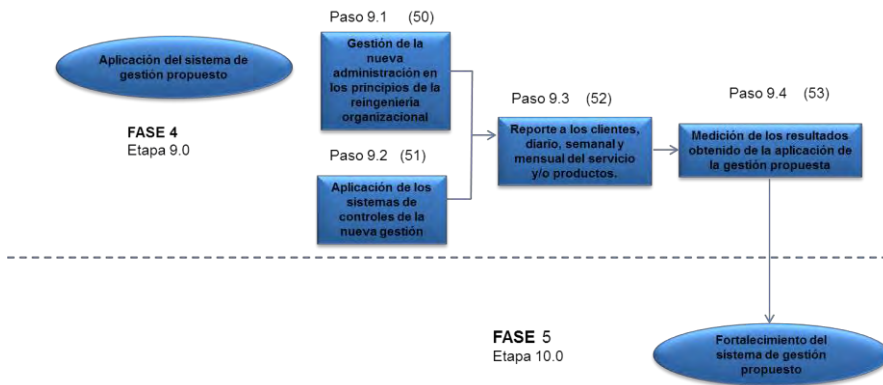 Aplicación del sistema de
gestión propuesto
FASE 4
Etapa 9.0
Paso 9.1 (50)
Gestión de la
nueva
administración en
los principios de la
reingeniería
organizacional
Paso 9.2 (51)
Aplicación de los
sistemas de
controles de la
nueva gestión
Paso 9.3 (52)
Reporte a los clientes,
diario, semanal y
mensual del servicio
y/o productos.
Paso 9.4 (53)
Medición de los resultados
obtenido de la aplicación de
la gestión propuesta
FASE 5
Etapa 10.0
Fortalecimiento del
sistema de gestión
propuesto